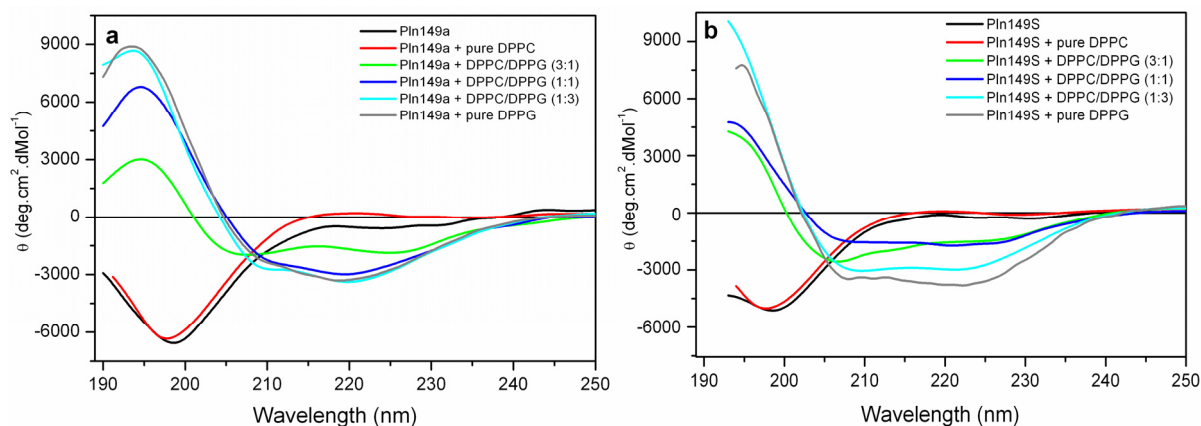 a
Pln149a
Pln149a + pure DPPC
Pln149a + DPPC/DPPG (3:1)
Pln149a + DPPC/DPPG (1:1)
Pln149a + DPPC/DPPG (1:3)
Pln149a + pure DPPG
9000
6000
3000
0
-3000
-6000
θ (deg.cm².dMol⁻¹)
190 200 210 220 230 240 250
Wavelength (nm)
b
Pln149S
Pln149S + pure DPPC
Pln149S + DPPC/DPPG (3:1)
Pln149S + DPPC/DPPG (1:1)
Pln149S + DPPC/DPPG (1:3)
Pln149S + pure DPPG
9000
6000
3000
0
-3000
-6000
θ (deg.cm².dMol⁻¹)
190 200 210 220 230 240 250
Wavelength (nm)